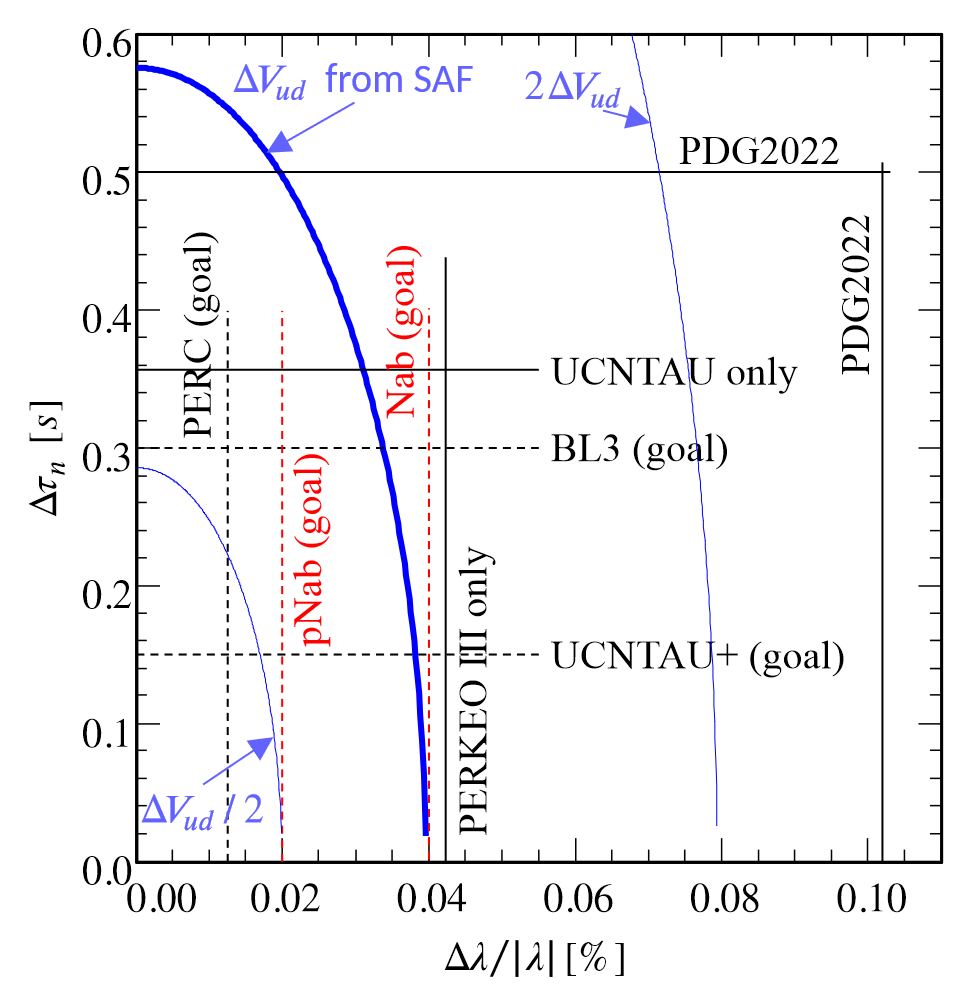 0.6
ΔV_ud from SAF
2ΔV_ud
PDG2022
0.5
PERC (goal)
Nab (goal)
PDG2022
0.4
UCNTAU only
Δτ_n [s]
0.3
BL3 (goal)
pNab (goal)
0.2
PERKEO III only
UCNTAU+ (goal)
0.1
ΔV_ud / 2
0.0
0.00 0.02 0.04 0.06 0.08 0.10
Δλ/|λ| [%]